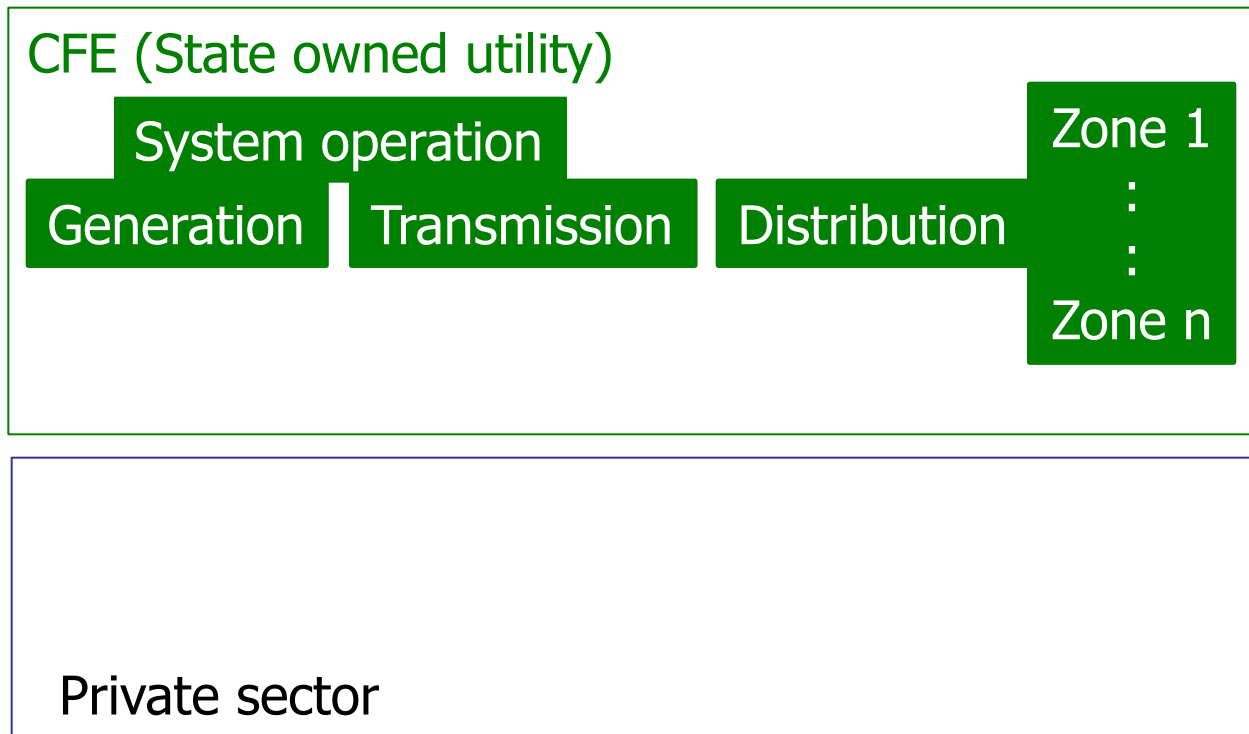 CFE (State owned utility)
System operation
Generation
Transmission
Distribution
Zone 1
:
:
Zone n
Private sector